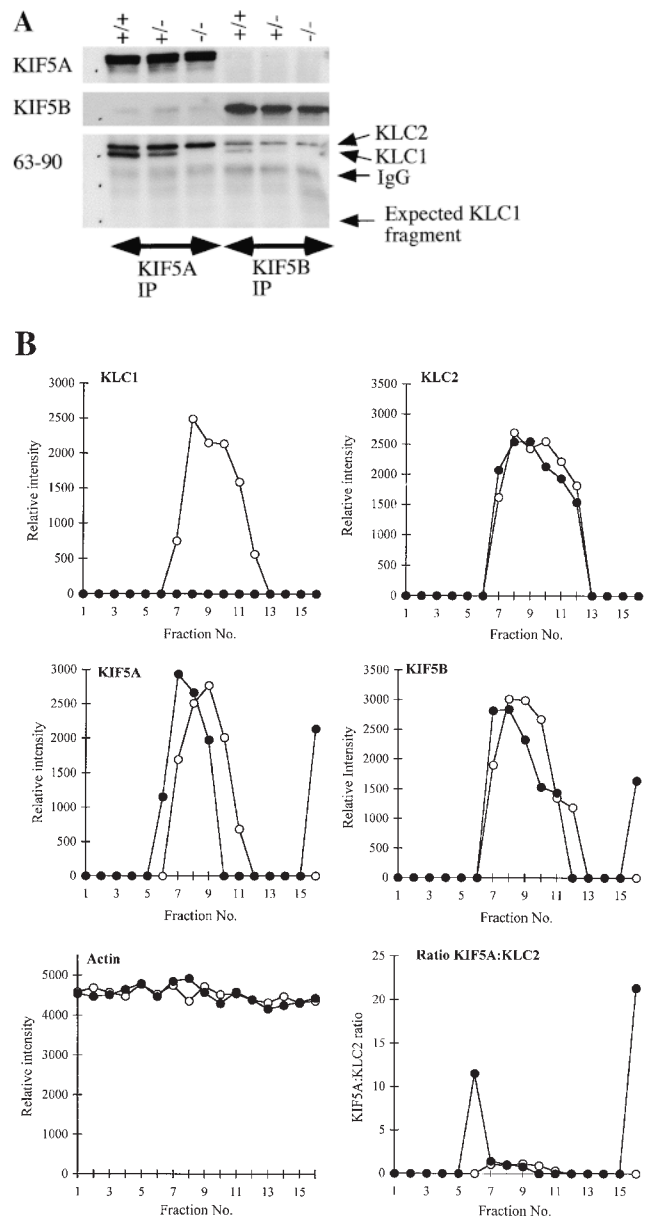 A
+/+ +/- -/- +/+ +/- -/-
KIF5A
KIF5B
63-90
KLC2
KLC1
IgG
Expected KLC1
fragment
KIF5A
IP
KIF5B
IP
B
KLC1
3000
2500
2000
1500
1000
500
0
Relative intensity
1 3 5 7 9 11 13 15
Fraction No.
KLC2
3500
3000
2500
2000
1500
1000
500
0
Relative intensity
1 3 5 7 9 11 13 15
Fraction No.
KIF5A
3000
2500
2000
1500
1000
500
0
Relative intensity
1 3 5 7 9 11 13 15
Fraction No.
KIF5B
3500
3000
2500
2000
1500
1000
500
0
Relative Intensity
1 3 5 7 9 11 13 15
Fraction No.
Actin
5000
4000
3000
2000
1000
0
Relative intensity
1 3 5 7 9 11 13 15
Fraction No.
Ratio KIF5A:KLC2
25
20
15
10
5
0
KIF5A:KLC2 ratio
1 3 5 7 9 11 13 15
Fraction No.